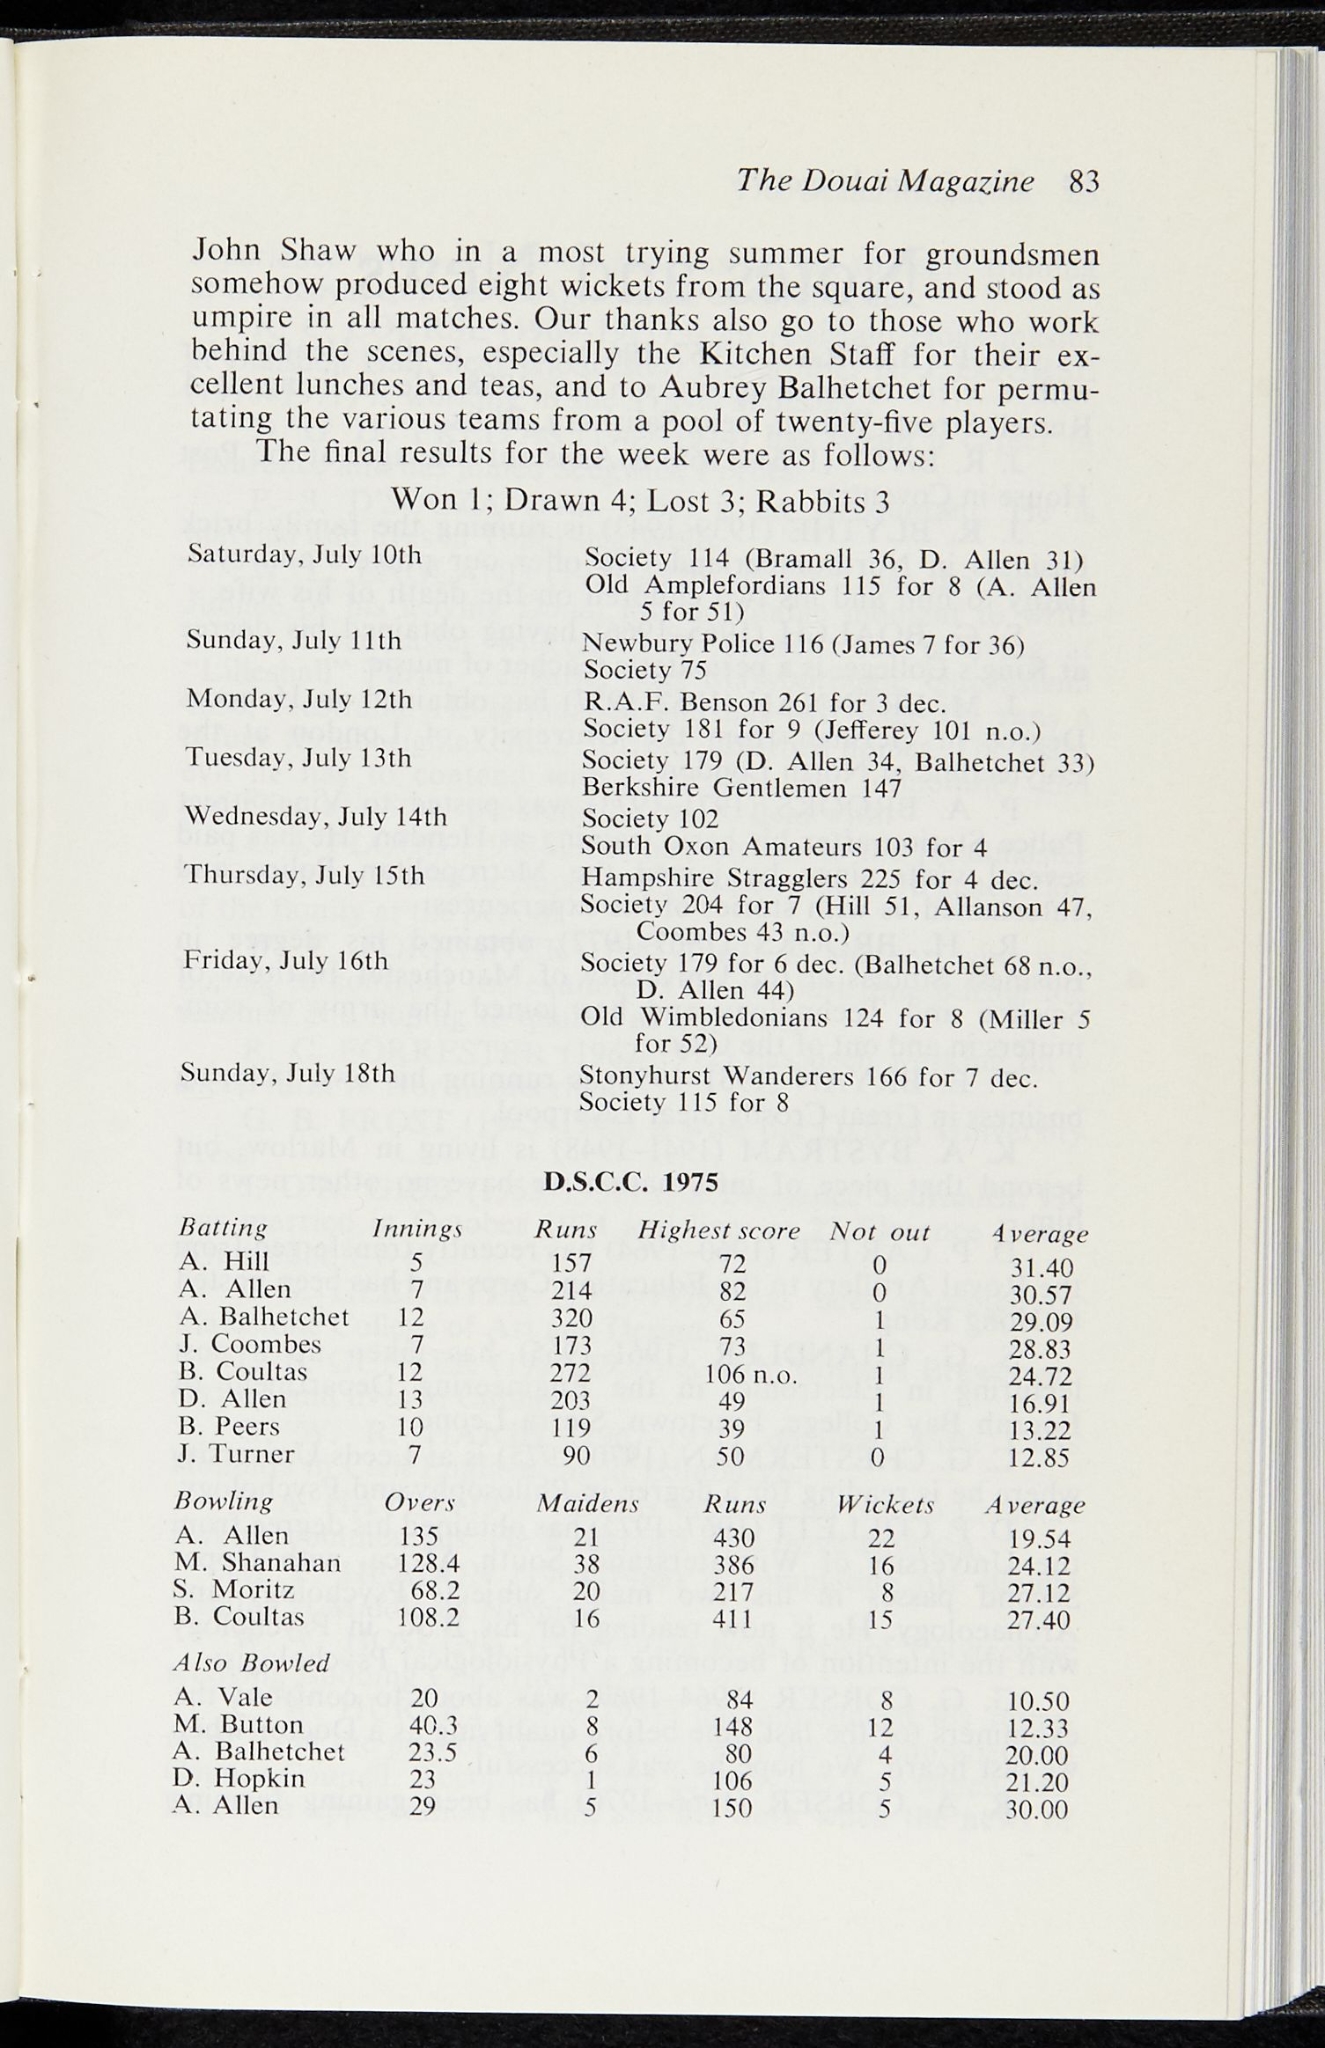 The Douai Magazine 83
John Shaw who in a most trying summer for groundsmen
somehow produced eight wickets from the square, and stood as
umpire in all matches. Our thanks also go to those who work
behind the scenes, especially the Kitchen Staff for their ex-
cellent lunches and teas, and to Aubrey Balhetchet for permu-
tating the various teams from a pool of twenty-five players.
The final results for the week were as follows:
Won 1; Drawn 4; Lost 3; Rabbits 3
Saturday, July 10th Society 114 (Bramall 36, D. Allen 31)
Old Amplefordians 115 for 8 (A. Allen
5 for 51)
Sunday, July 11th Newbury Police 116 (James 7 for 36)
Society 75
Monday, July 12th R.A.F. Benson 261 for 3 dec.
Society 181 for 9 (Jefferey 101 n.o.)
Tuesday, July 13th Society 179 (D. Allen 34, Balhetchet 33)
Berkshire Gentlemen 147
Wednesday, July 14th Society 102
South Oxon Amateurs 103 for 4
Thursday, July 15th Hampshire Stragglers 225 for 4 dec.
Society 204 for 7 (Hill 51, Allanson 47,
Coombes 43 n.o.)
Friday, July 16th Society 179 for 6 dec. (Balhetchet 68 n.o.,
D. Allen 44)
Old Wimbledonians 124 for 8 (Miller 5
for 52)
Sunday, July 18th Stonyhurst Wanderers 166 for 7 dec.
Society 115 for 8
D.S.C.C. 1975
Batting Innings Runs Highest score Not out Average
A. Hill 5 157 72 0 31.40
A. Allen 7 214 82 0 30.57
A. Balhetchet 12 320 65 1 29.09
J. Coombes 7 173 73 1 28.83
B. Coultas 12 272 106 n.o. 1 24.72
D. Allen 13 203 49 1 16.91
B. Peers 10 119 39 1 13.22
J. Turner 7 90 50 0 12.85
Bowling Overs Maidens Runs Wickets Average
A. Allen 135 21 430 22 19.54
M. Shanahan 128.4 38 386 16 24.12
S. Moritz 68.2 20 217 8 27.12
B. Coultas 108.2 16 411 15 27.40
Also Bowled
A. Vale 20 2 84 8 10.50
M. Button 40.3 8 148 12 12.33
A. Balhetchet 23.5 6 80 4 20.00
D. Hopkin 23 1 106 5 21.20
A. Allen 29 5 150 5 30.00